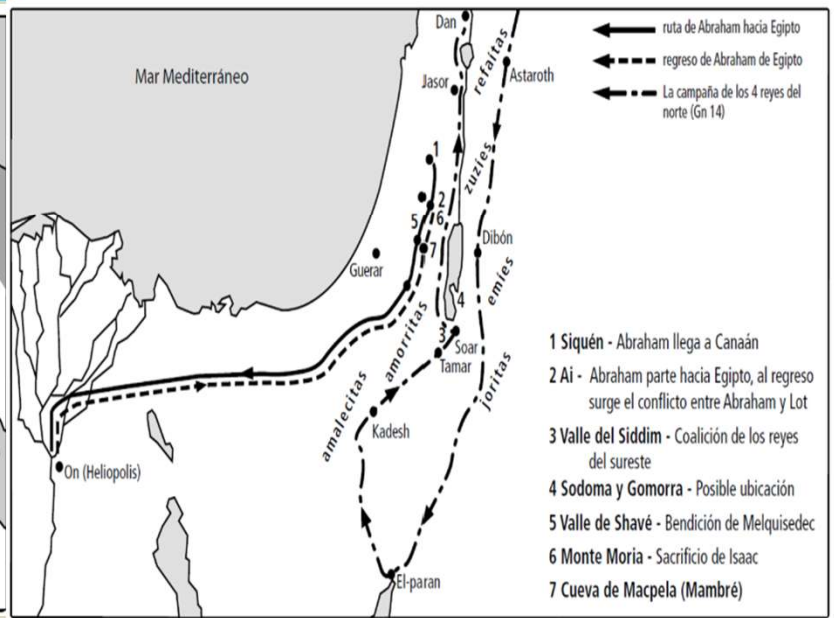 Mar Mediterráneo
Dan
Jasor
refaítas
Astaroth
zuzíes
1
2
5
6
7
Guerar
Dibón
emíes
4
3
Soar
Tamar
amorritas
amalecitas
joritas
Kadesh
On (Heliopolis)
El-paran
ruta de Abraham hacia Egipto
regreso de Abraham de Egipto
La campaña de los 4 reyes del
norte (Gn 14)
1 Siquén - Abraham llega a Canaán
2 Ai - Abraham parte hacia Egipto, al regreso
surge el conflicto entre Abraham y Lot
3 Valle del Siddim - Coalición de los reyes
del sureste
4 Sodoma y Gomorra - Posible ubicación
5 Valle de Shavé - Bendición de Melquisedec
6 Monte Moria - Sacrificio de Isaac
7 Cueva de Macpela (Mambré)